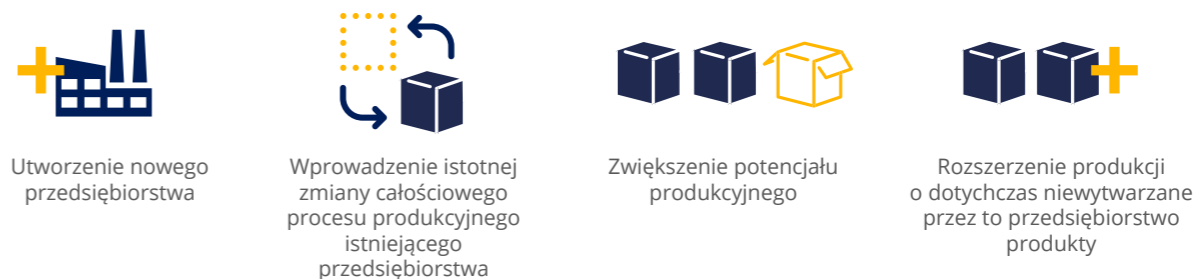 Utworzenie nowego
przedsiębiorstwa
Wprowadzenie istotnej
zmiany całościowego
procesu produkcyjnego
istniejącego
przedsiębiorstwa
Zwiększenie potencjału
produkcyjnego
Rozszerzenie produkcji
o dotychczas niewytwarzane
przez to przedsiębiorstwo
produkty